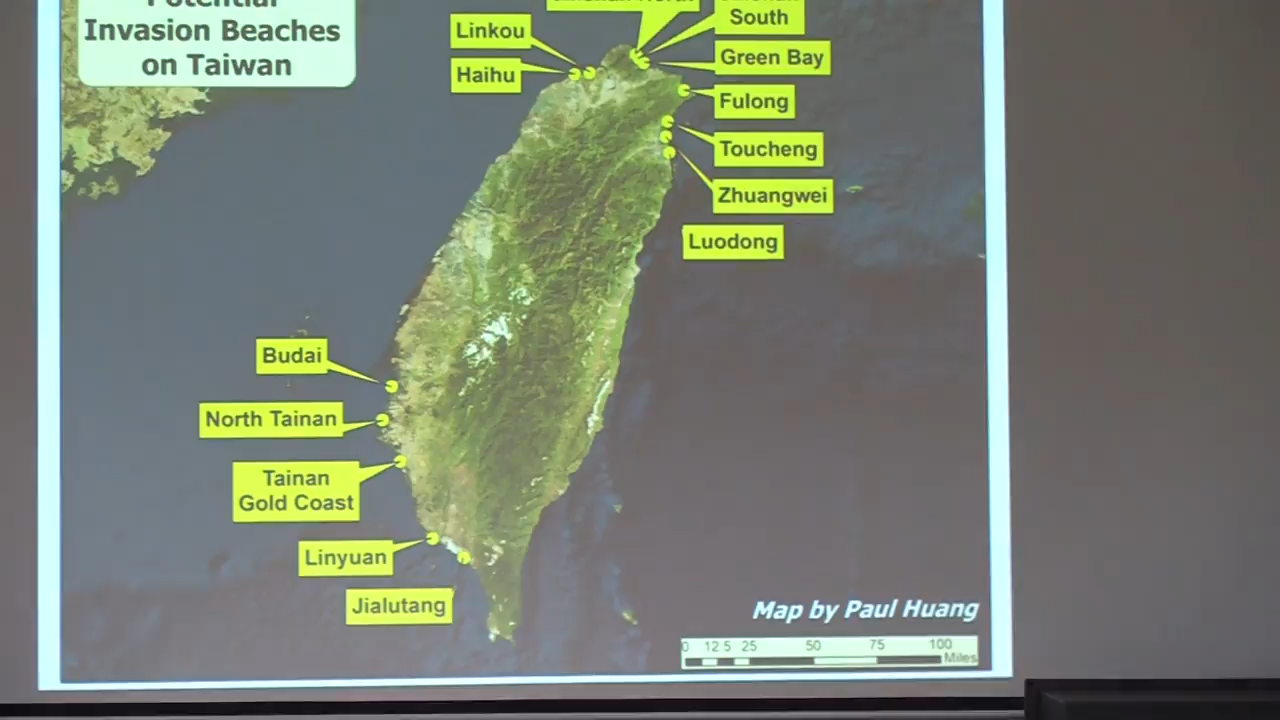 Potential
Invasion Beaches
on Taiwan
Linkou
Haihu
South
Green Bay
Fulong
Toucheng
Zhuangwei
Luodong
Budai
North Tainan
Tainan
Gold Coast
Linyuan
Jialutang
Map by Paul Huang
0 12.5 25 50 75 100
Miles